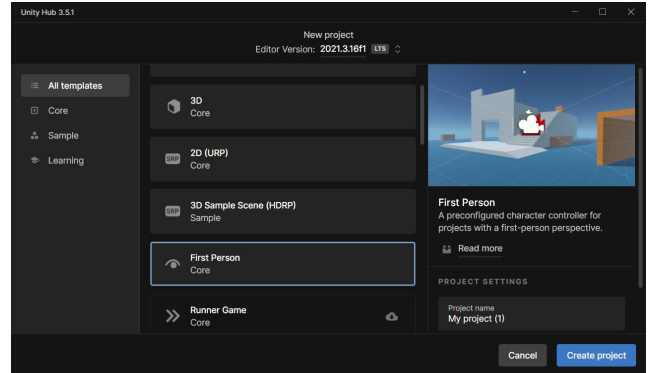 Unity Hub 3.5.1
New project
Editor Version: 2021.3.16f1 LTS
All templates
Core
Sample
Learning
3D
Core
SRP
2D (URP)
Core
SRP
3D Sample Scene (HDRP)
Sample
First Person
Core
Runner Game
Core
First Person
A preconfigured character controller for
projects with a first-person perspective.
Read more
PROJECT SETTINGS
Project name
My project (1)
Cancel
Create project